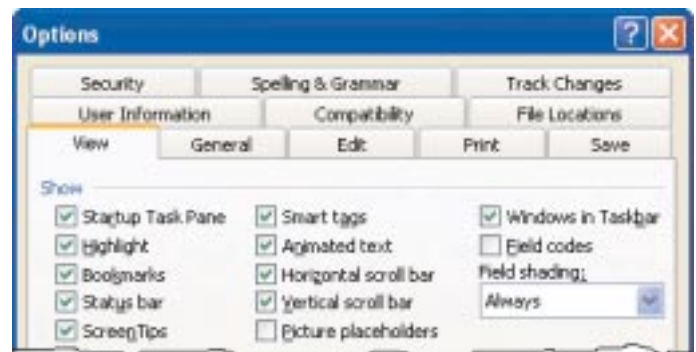 Options
Security Spelling & Grammar Track Changes
User Information Compatibility File Locations
View General Edit Print Save
Show
Startup Task Pane Smart tags Windows in Taskbar
Highlight Animated text Field codes
Bookmarks Horizontal scroll bar Field shading:
Status bar Vertical scroll bar Always
ScreenTips Picture placeholders